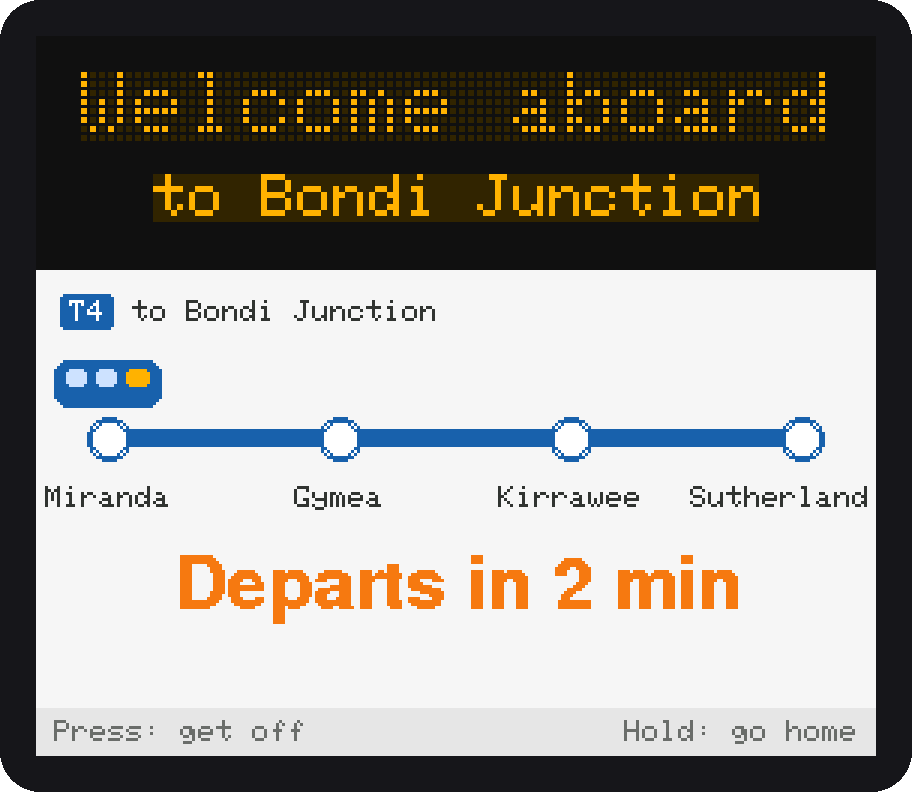 Welcome aboard
to Bondi Junction
T4 to Bondi Junction
Miranda Gymea Kirrawee Sutherland
Departs in 2 min
Press: get off Hold: go home